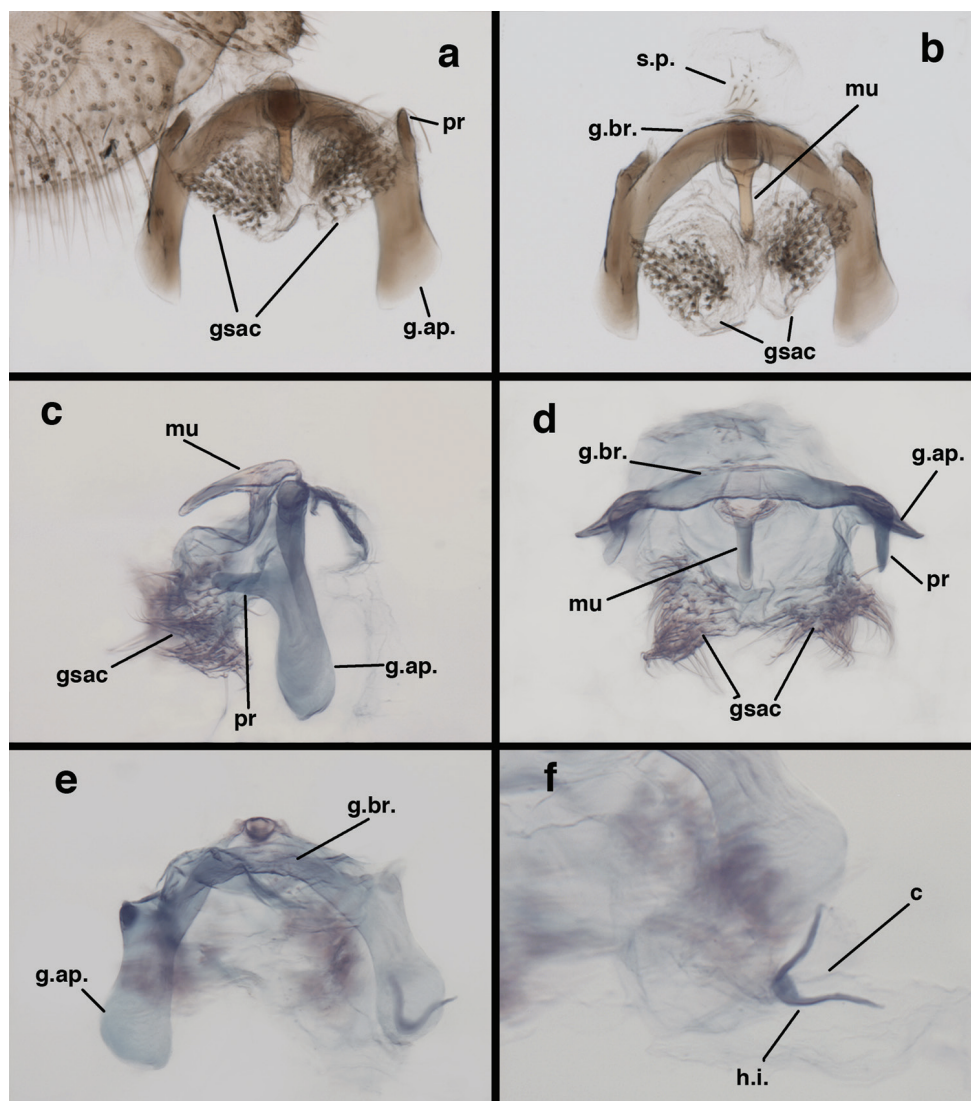 a
pr
gsac
g.ap.
b
s.p.
mu
g.br.
gsac
c
mu
gsac
pr
g.ap.
d
g.br.
g.ap.
mu
pr
gsac
e
g.br.
g.ap.
f
c
h.i.